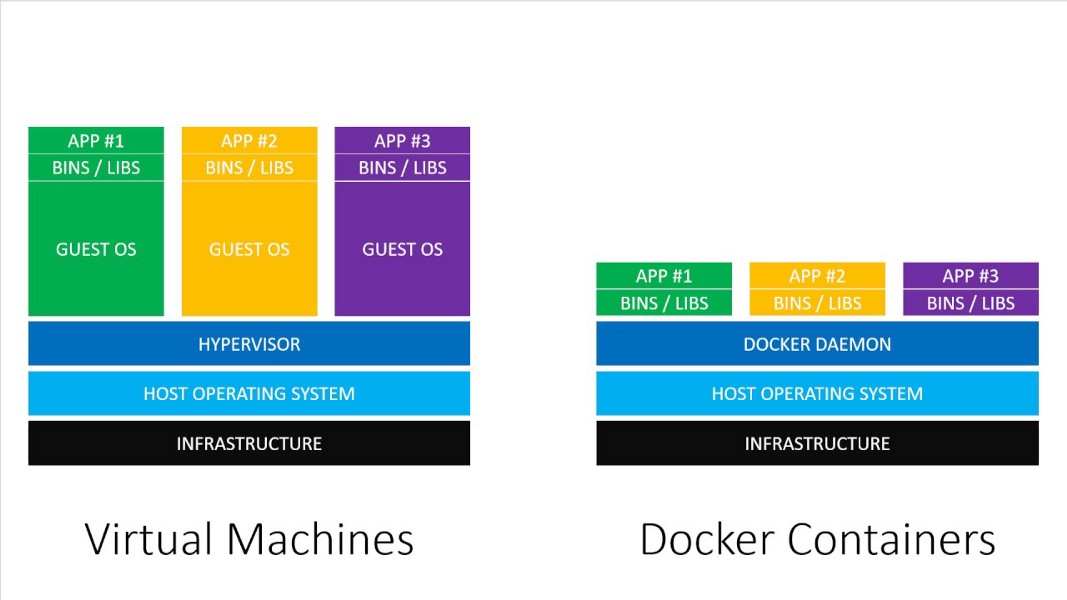 APP #1
BINS / LIBS
GUEST OS
APP #2
BINS / LIBS
GUEST OS
APP #3
BINS / LIBS
GUEST OS
HYPERVISOR
HOST OPERATING SYSTEM
INFRASTRUCTURE
Virtual Machines
APP #1
BINS / LIBS
APP #2
BINS / LIBS
APP #3
BINS / LIBS
DOCKER DAEMON
HOST OPERATING SYSTEM
INFRASTRUCTURE
Docker Containers